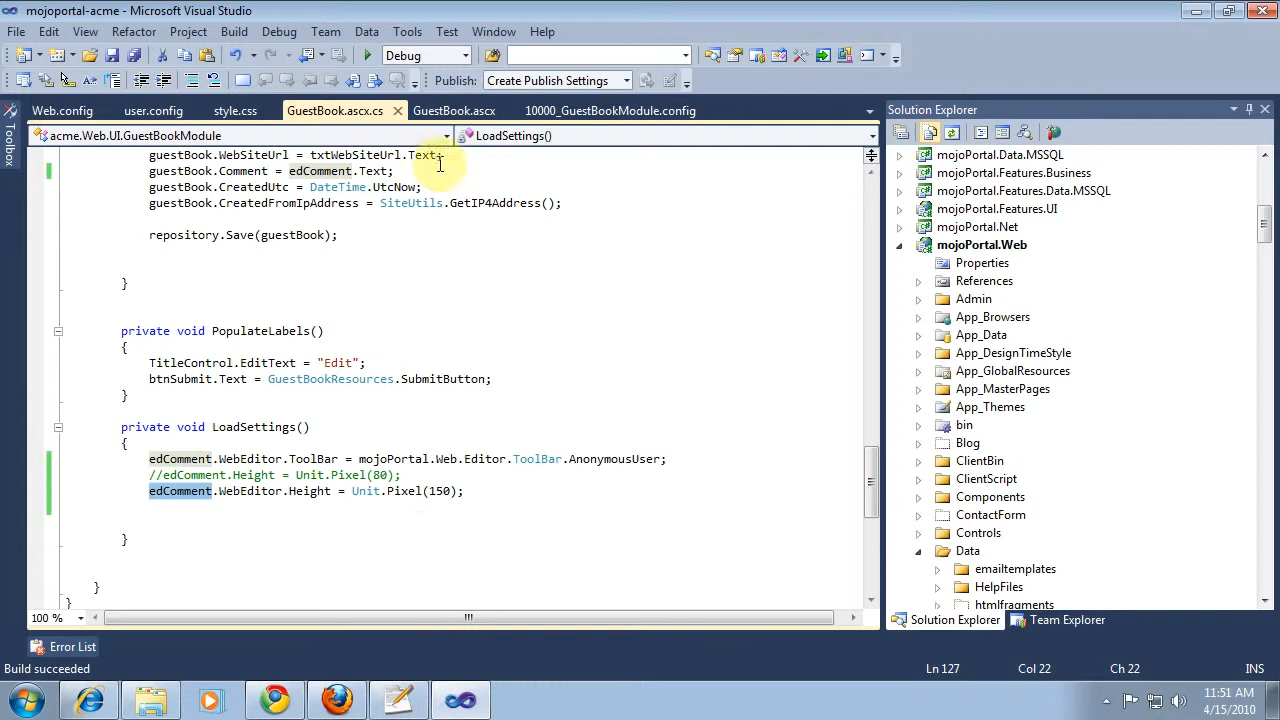 mojoportal-acme - Microsoft Visual Studio
File Edit View Refactor Project Build Debug Team Data Tools Test Window Help
Debug
Publish: Create Publish Settings
Web.config user.config style.css GuestBook.ascx.cs GuestBook.ascx 10000_GuestBookModule.config
Toolbox
acme.Web.UI.GuestBookModule LoadSettings()
guestBook.WebSiteUrl = txtWebSiteUrl.Text;
guestBook.Comment = edComment.Text;
guestBook.CreatedUtc = DateTime.UtcNow;
guestBook.CreatedFromIpAddress = SiteUtils.GetIP4Address();
repository.Save(guestBook);
}
private void PopulateLabels()
{
TitleControl.EditText = "Edit";
btnSubmit.Text = GuestBookResources.SubmitButton;
}
private void LoadSettings()
{
edComment.WebEditor.ToolBar = mojoPortal.Web.Editor.ToolBar.AnonymousUser;
//edComment.Height = Unit.Pixel(80);
edComment.WebEditor.Height = Unit.Pixel(150);
}
}
}
100 %
Solution Explorer
mojoPortal.Data.MSSQL
mojoPortal.Features.Business
mojoPortal.Features.Data.MSSQL
mojoPortal.Features.UI
mojoPortal.Net
mojoPortal.Web
Properties
References
Admin
App_Browsers
App_Data
App_DesignTimeStyle
App_GlobalResources
App_MasterPages
App_Themes
bin
Blog
ClientBin
ClientScript
Components
ContactForm
Controls
Data
emailtemplates
HelpFiles
htmlfragments
Solution Explorer Team Explorer
Error List
Build succeeded Ln 127 Col 22 Ch 22 INS
11:51 AM
4/15/2010